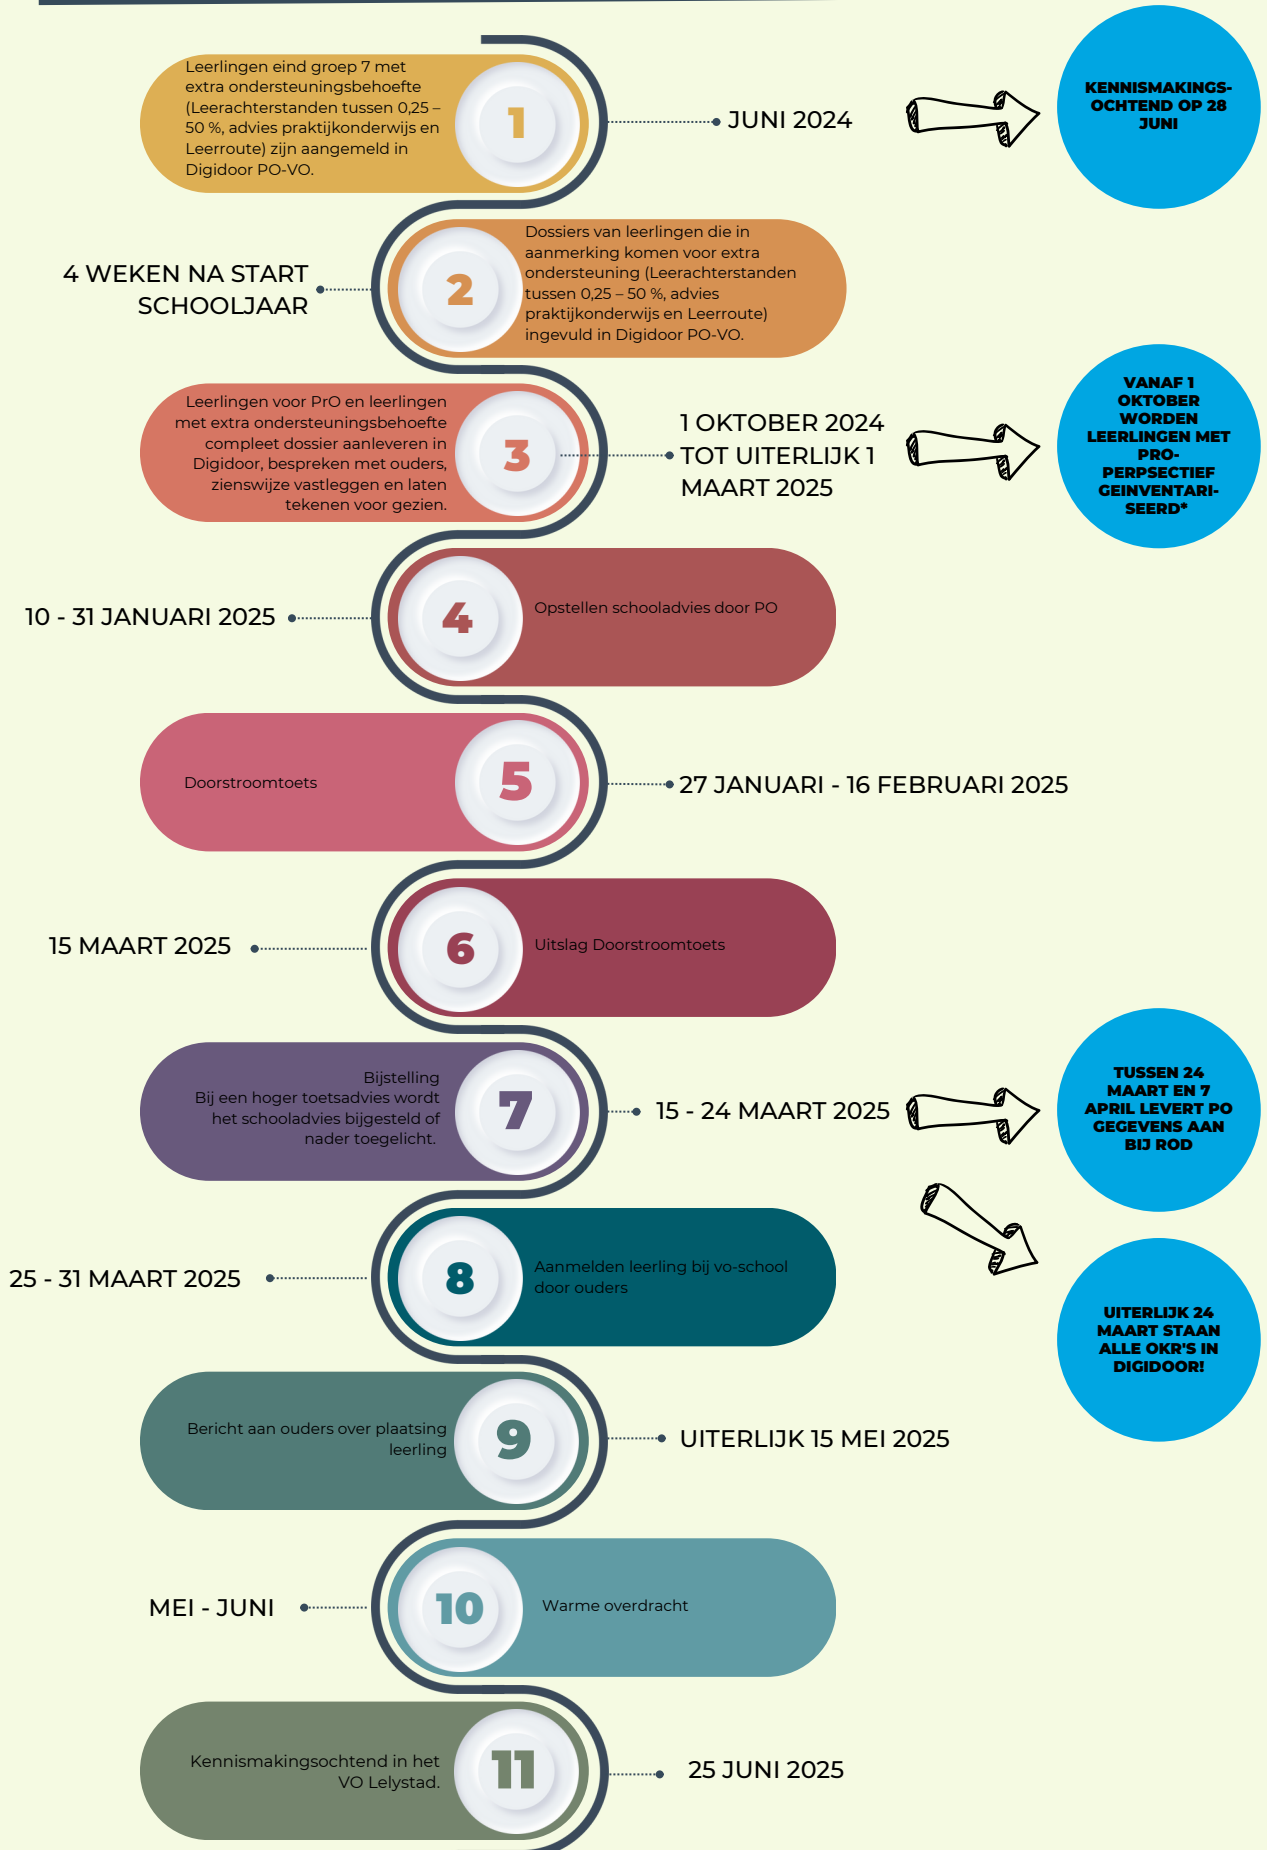 Leerlingen eind groep 7 met
extra ondersteuningsbehoefte
(Leerachterstanden tussen 0,25 –
50 %, advies praktijkonderwijs en
Leerroute) zijn aangemeld in
Digidoor PO-VO.
1
JUNI 2024
KENNISMAKINGS-
OCHTEND OP 28
JUNI
4 WEKEN NA START
SCHOOLJAAR
2
Dossiers van leerlingen die in
aanmerking komen voor extra
ondersteuning (Leerachterstanden
tussen 0,25 – 50 %, advies
praktijkonderwijs en Leerroute)
ingevuld in Digidoor PO-VO.
Leerlingen voor PrO en leerlingen
met extra ondersteuningsbehoefte
compleet dossier aanleveren in
Digidoor, bespreken met ouders,
zienswijze vastleggen en laten
tekenen voor gezien.
3
1 OKTOBER 2024
TOT UITERLIJK 1
MAART 2025
VANAF 1
OKTOBER
WORDEN
LEERLINGEN MET
PRO-
PERPSECTIEF
GEINVENTARI-
SEERD*
10 - 31 JANUARI 2025
4
Opstellen schooladvies door PO
Doorstroomtoets
5
27 JANUARI - 16 FEBRUARI 2025
15 MAART 2025
6
Uitslag Doorstroomtoets
Bijstelling
Bij een hoger toetsadvies wordt
het schooladvies bijgesteld of
nader toegelicht.
7
15 - 24 MAART 2025
TUSSEN 24
MAART EN 7
APRIL LEVERT PO
GEGEVENS AAN
BIJ ROD
25 - 31 MAART 2025
8
Aanmelden leerling bij vo-school
door ouders
UITERLIJK 24
MAART STAAN
ALLE OKR'S IN
DIGIDOOR!
Bericht aan ouders over plaatsing
leerling
9
UITERLIJK 15 MEI 2025
MEI - JUNI
10
Warme overdracht
Kennismakingsochtend in het
VO Lelystad.
11
25 JUNI 2025